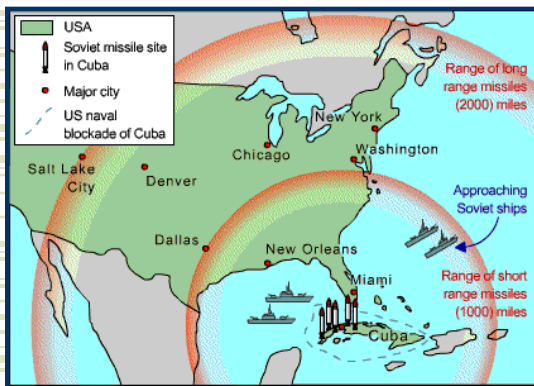 USA
Soviet missile site
in Cuba
Major city
US naval
blockade of Cuba
Range of long
range missiles
(2000) miles
New York
Chicago
Washington
Salt Lake
City
Denver
Approaching
Soviet ships
Dallas
New Orleans
Miami
Range of short
range missiles
(1000) miles
Cuba